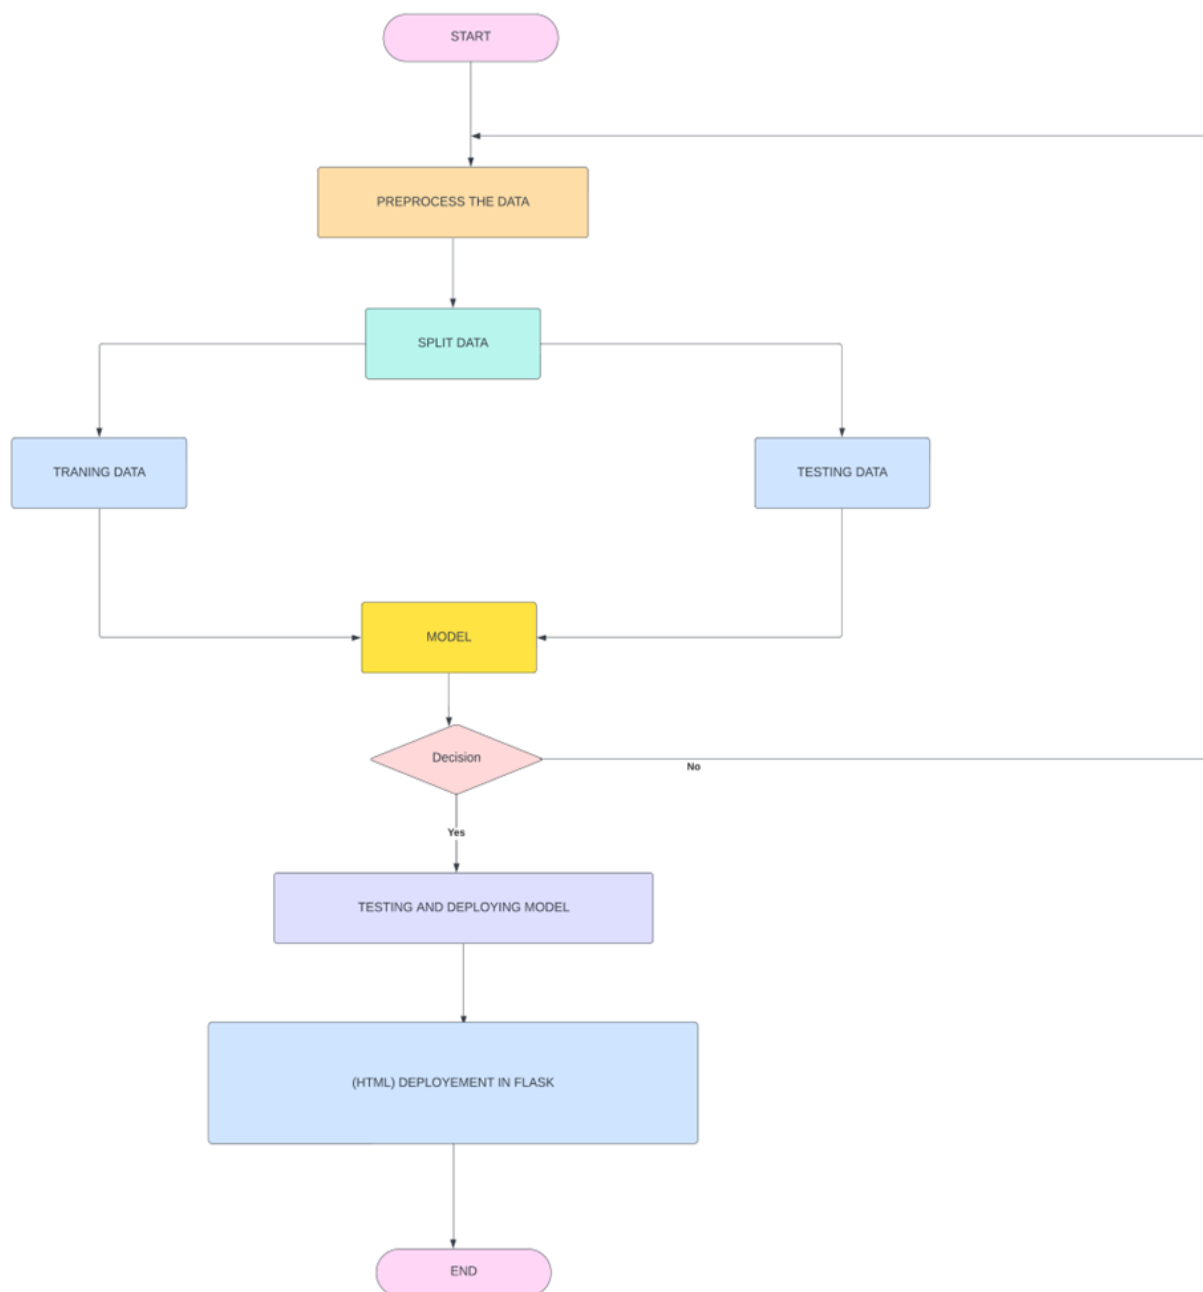 START
PREPROCESS THE DATA
SPLIT DATA
TRANING DATA
TESTING DATA
MODEL
Decision
No
Yes
TESTING AND DEPLOYING MODEL
(HTML) DEPLOYEMENT IN FLASK
END